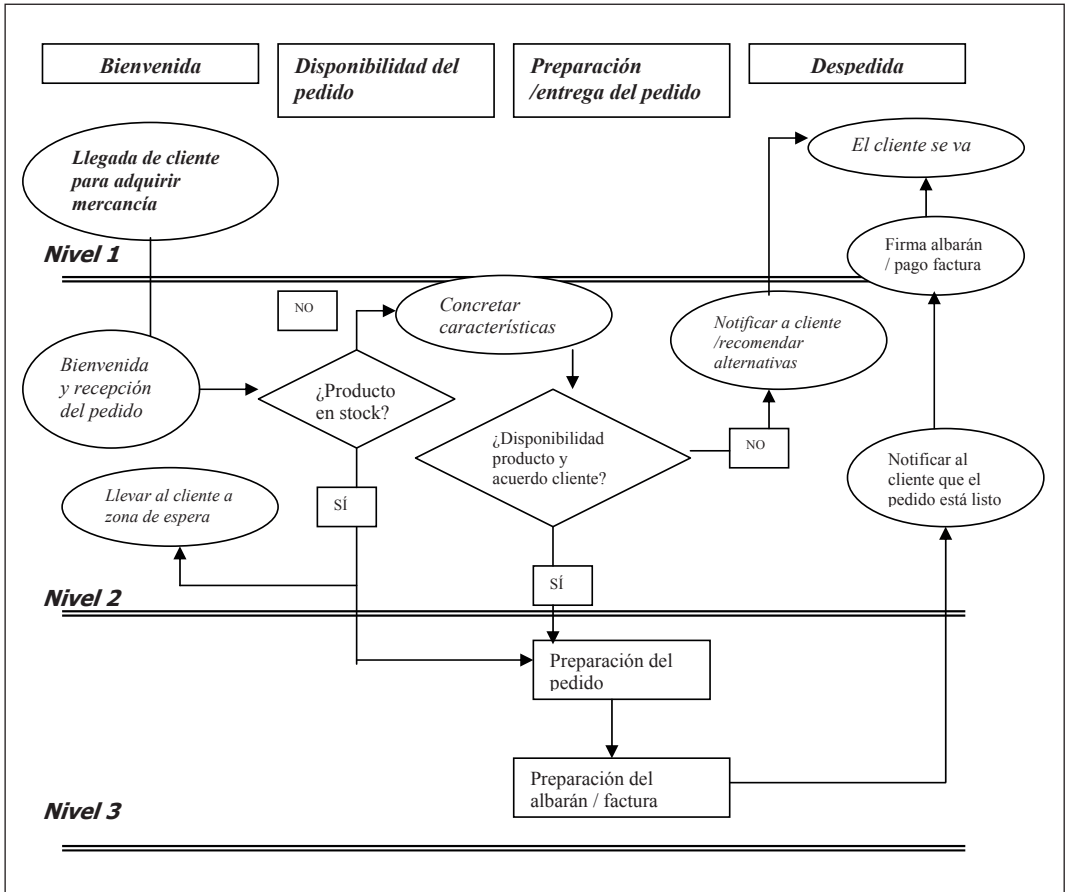 Bienvenida
Disponibilidad del
pedido
Preparación
/entrega del pedido
Despedida
Llegada de cliente
para adquirir
mercancía
El cliente se va
Nivel 1
Firma albarán
/ pago factura
NO
Concretar
características
Notificar a cliente
/recomendar
alternativas
Bienvenida
y recepción
del pedido
¿Producto
en stock?
¿Disponibilidad
producto y
acuerdo cliente?
NO
Notificar al
cliente que el
pedido está listo
Llevar al cliente a
zona de espera
SÍ
SÍ
Nivel 2
Preparación del
pedido
Preparación del
albarán / factura
Nivel 3